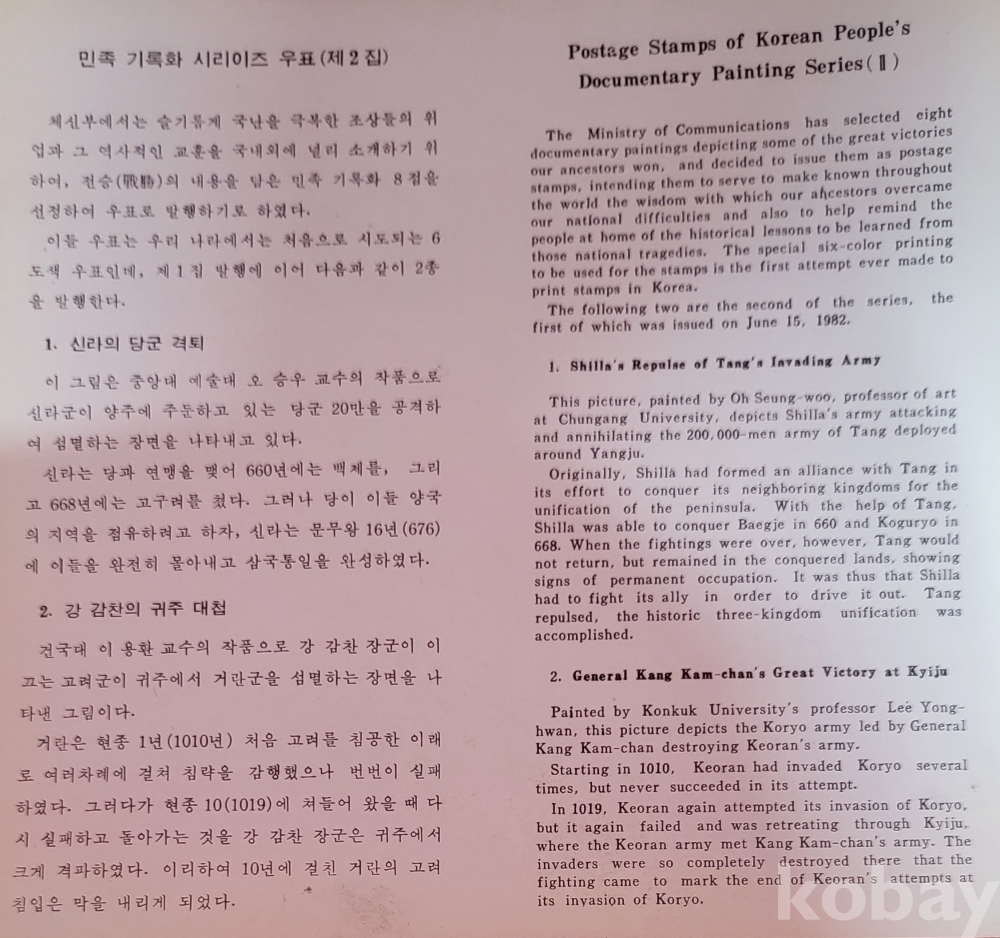 민족 기록화 시리이즈 우표(제 2 집)
체신부에서는 슬기롭게 국난을 극복한 조상들의 위
업과 그 역사적인 교훈을 국내외에 널리 소개하기 위
하여, 전승(戰勝)의 내용을 담은 민족 기록화 8 점을
선정하여 우표로 발행하기로 하였다.
이들 우표는 우리 나라에서는 처음으로 시도되는 6
도색 우표인데, 제 1 집 발행에 이어 다음과 같이 2종
을 발행한다.
1. 신라의 당군 격퇴
이 그림은 중앙대 예술대 오 승우 교수의 작품으로
신라군이 양주에 주둔하고 있는 당군 20만을 공격하
여 섬멸하는 장면을 나타내고 있다.
신라는 당과 연맹을 맺어 660년에는 백제를, 그리
고 668년에는 고구려를 쳤다. 그러나 당이 이들 양국
의 지역을 점유하려고 하자, 신라는 문무왕 16년(676)
에 이들을 완전히 몰아내고 삼국통일을 완성하였다.
2. 강 감찬의 귀주 대첩
건국대 이 용환 교수의 작품으로 강 감찬 장군이 이
끄는 고려군이 귀주에서 거란군을 섬멸하는 장면을 나
타낸 그림이다.
거란은 현종 1년(1010년) 처음 고려를 침공한 이래
로 여러차례에 걸쳐 침략을 감행했으나 번번이 실패
하였다. 그러다가 현종 10(1019)에 쳐들어 왔을 때 다
시 실패하고 돌아가는 것을 강 감찬 장군은 귀주에서
크게 격파하였다. 이리하여 10년에 걸친 거란의 고려
침입은 막을 내리게 되었다.
Postage Stamps of Korean People's
Documentary Painting Series(Ⅱ)
The Ministry of Communications has selected eight
documentary paintings depicting some of the great victories
our ancestors won, and decided to issue them as postage
stamps, intending them to serve to make known throughout
the world the wisdom with which our ancestors overcame
our national difficulties and also to help remind the
people at home of the historical lessons to be learned from
those national tragedies. The special six-color printing
to be used for the stamps is the first attempt ever made to
print stamps in Korea.
The following two are the second of the series, the
first of which was issued on June 15, 1982.
1. Shilla's Repulse of Tang's Invading Army
This picture, painted by Oh Seung-woo, professor of art
at Chungang University, depicts Shilla's army attacking
and annihilating the 200,000-men army of Tang deployed
around Yangju.
Originally, Shilla had formed an alliance with Tang in
its effort to conquer its neighboring kingdoms for the
unification of the peninsula. With the help of Tang,
Shilla was able to conquer Baegje in 660 and Koguryo in
668. When the fightings were over, however, Tang would
not return, but remained in the conquered lands, showing
signs of permanent occupation. It was thus that Shilla
had to fight its ally in order to drive it out. Tang
repulsed, the historic three-kingdom unification was
accomplished.
2. General Kang Kam-chan's Great Victory at Kyiju
Painted by Konkuk University's professor Lee Yong-
hwan, this picture depicts the Koryo army led by General
Kang Kam-chan destroying Keoran's army.
Starting in 1010, Keoran had invaded Koryo several
times, but never succeeded in its attempt.
In 1019, Keoran again attempted its invasion of Koryo,
but it again failed and was retreating through Kyiju,
where the Keoran army met Kang Kam-chan's army. The
invaders were so completely destroyed there that the
fighting came to mark the end of Keoran's attempts at
its invasion of Koryo.
kobay